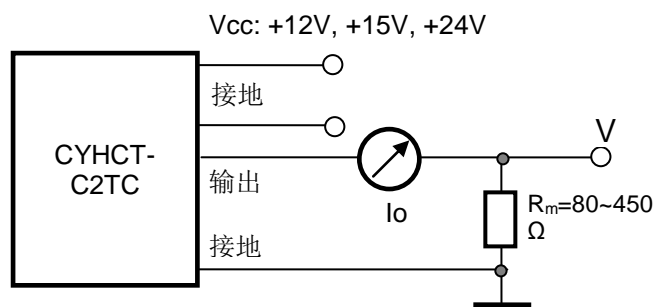 Vcc: +12V, +15V, +24V
接地
CYHCT-
C2TC
输出
Io
V
Rm=80~450
Ω
接地